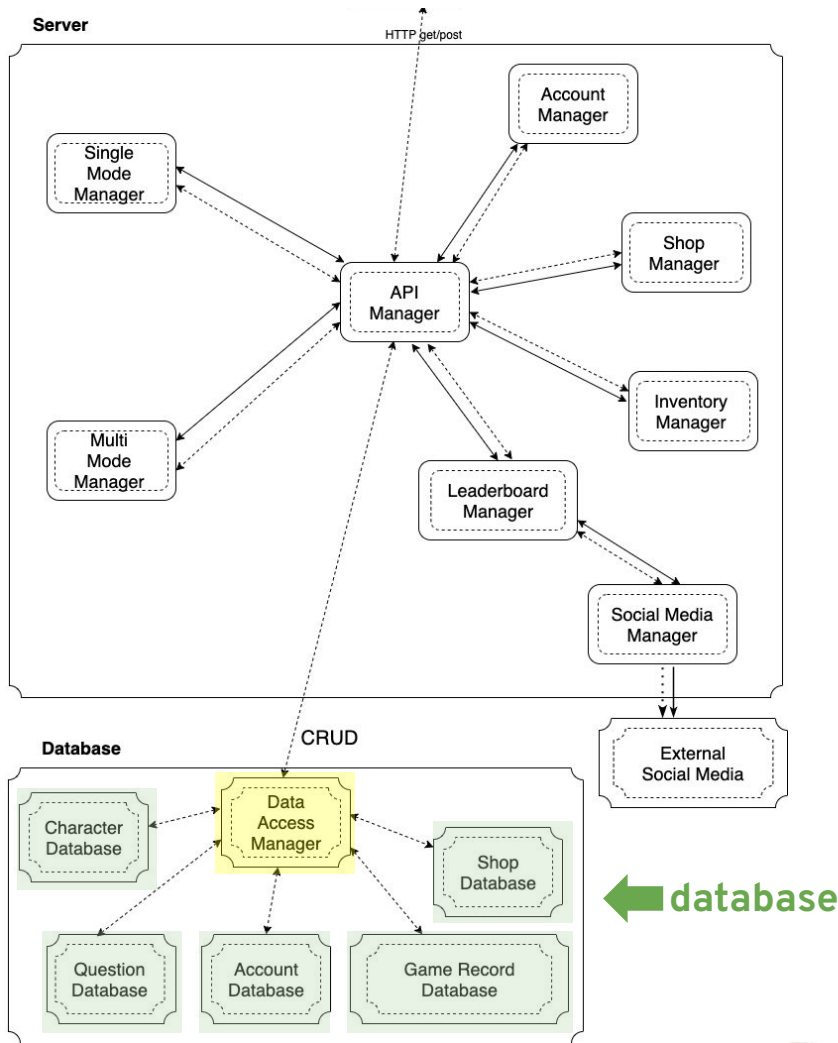 Server
HTTP get/post
Account
Manager
Single
Mode
Manager
Shop
Manager
API
Manager
Inventory
Manager
Multi
Mode
Manager
Leaderboard
Manager
Social Media
Manager
External
Social Media
CRUD
Database
Data
Access
Manager
Character
Database
Shop
Database
database
Question
Database
Account
Database
Game Record
Database